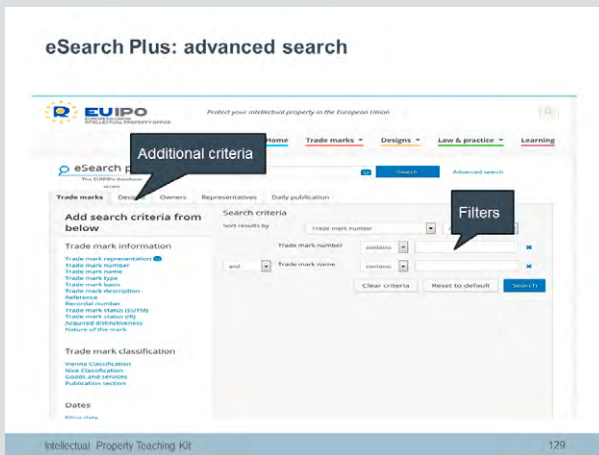 eSearch Plus: advanced search
EUIPO
EUROPEAN UNION
INTELLECTUAL PROPERTY OFFICE
Protect your intellectual property in the European Union
Home Trade marks Designs Law & practice Learning
Additional criteria
eSearch
The EUIPO's database
access
Search Advanced search
Trade marks Owners Representatives Daily publication
Filters
Add search criteria from
below
Search criteria
Sort results by Trade mark number
Trade mark information
Trade mark number contains
and Trade mark name contains
Clear criteria Reset to default Search
Trade mark representation
Trade mark number
Trade mark name
Trade mark type
Trade mark basis
Trade mark description
Reference
Recordal number
Trade mark status (EUTM)
Trade mark status (IR)
Acquired distinctiveness
Nature of the mark
Trade mark classification
Vienna Classification
Nice Classification
Goods and services
Publication section
Dates
Intellectual Property Teaching Kit 129